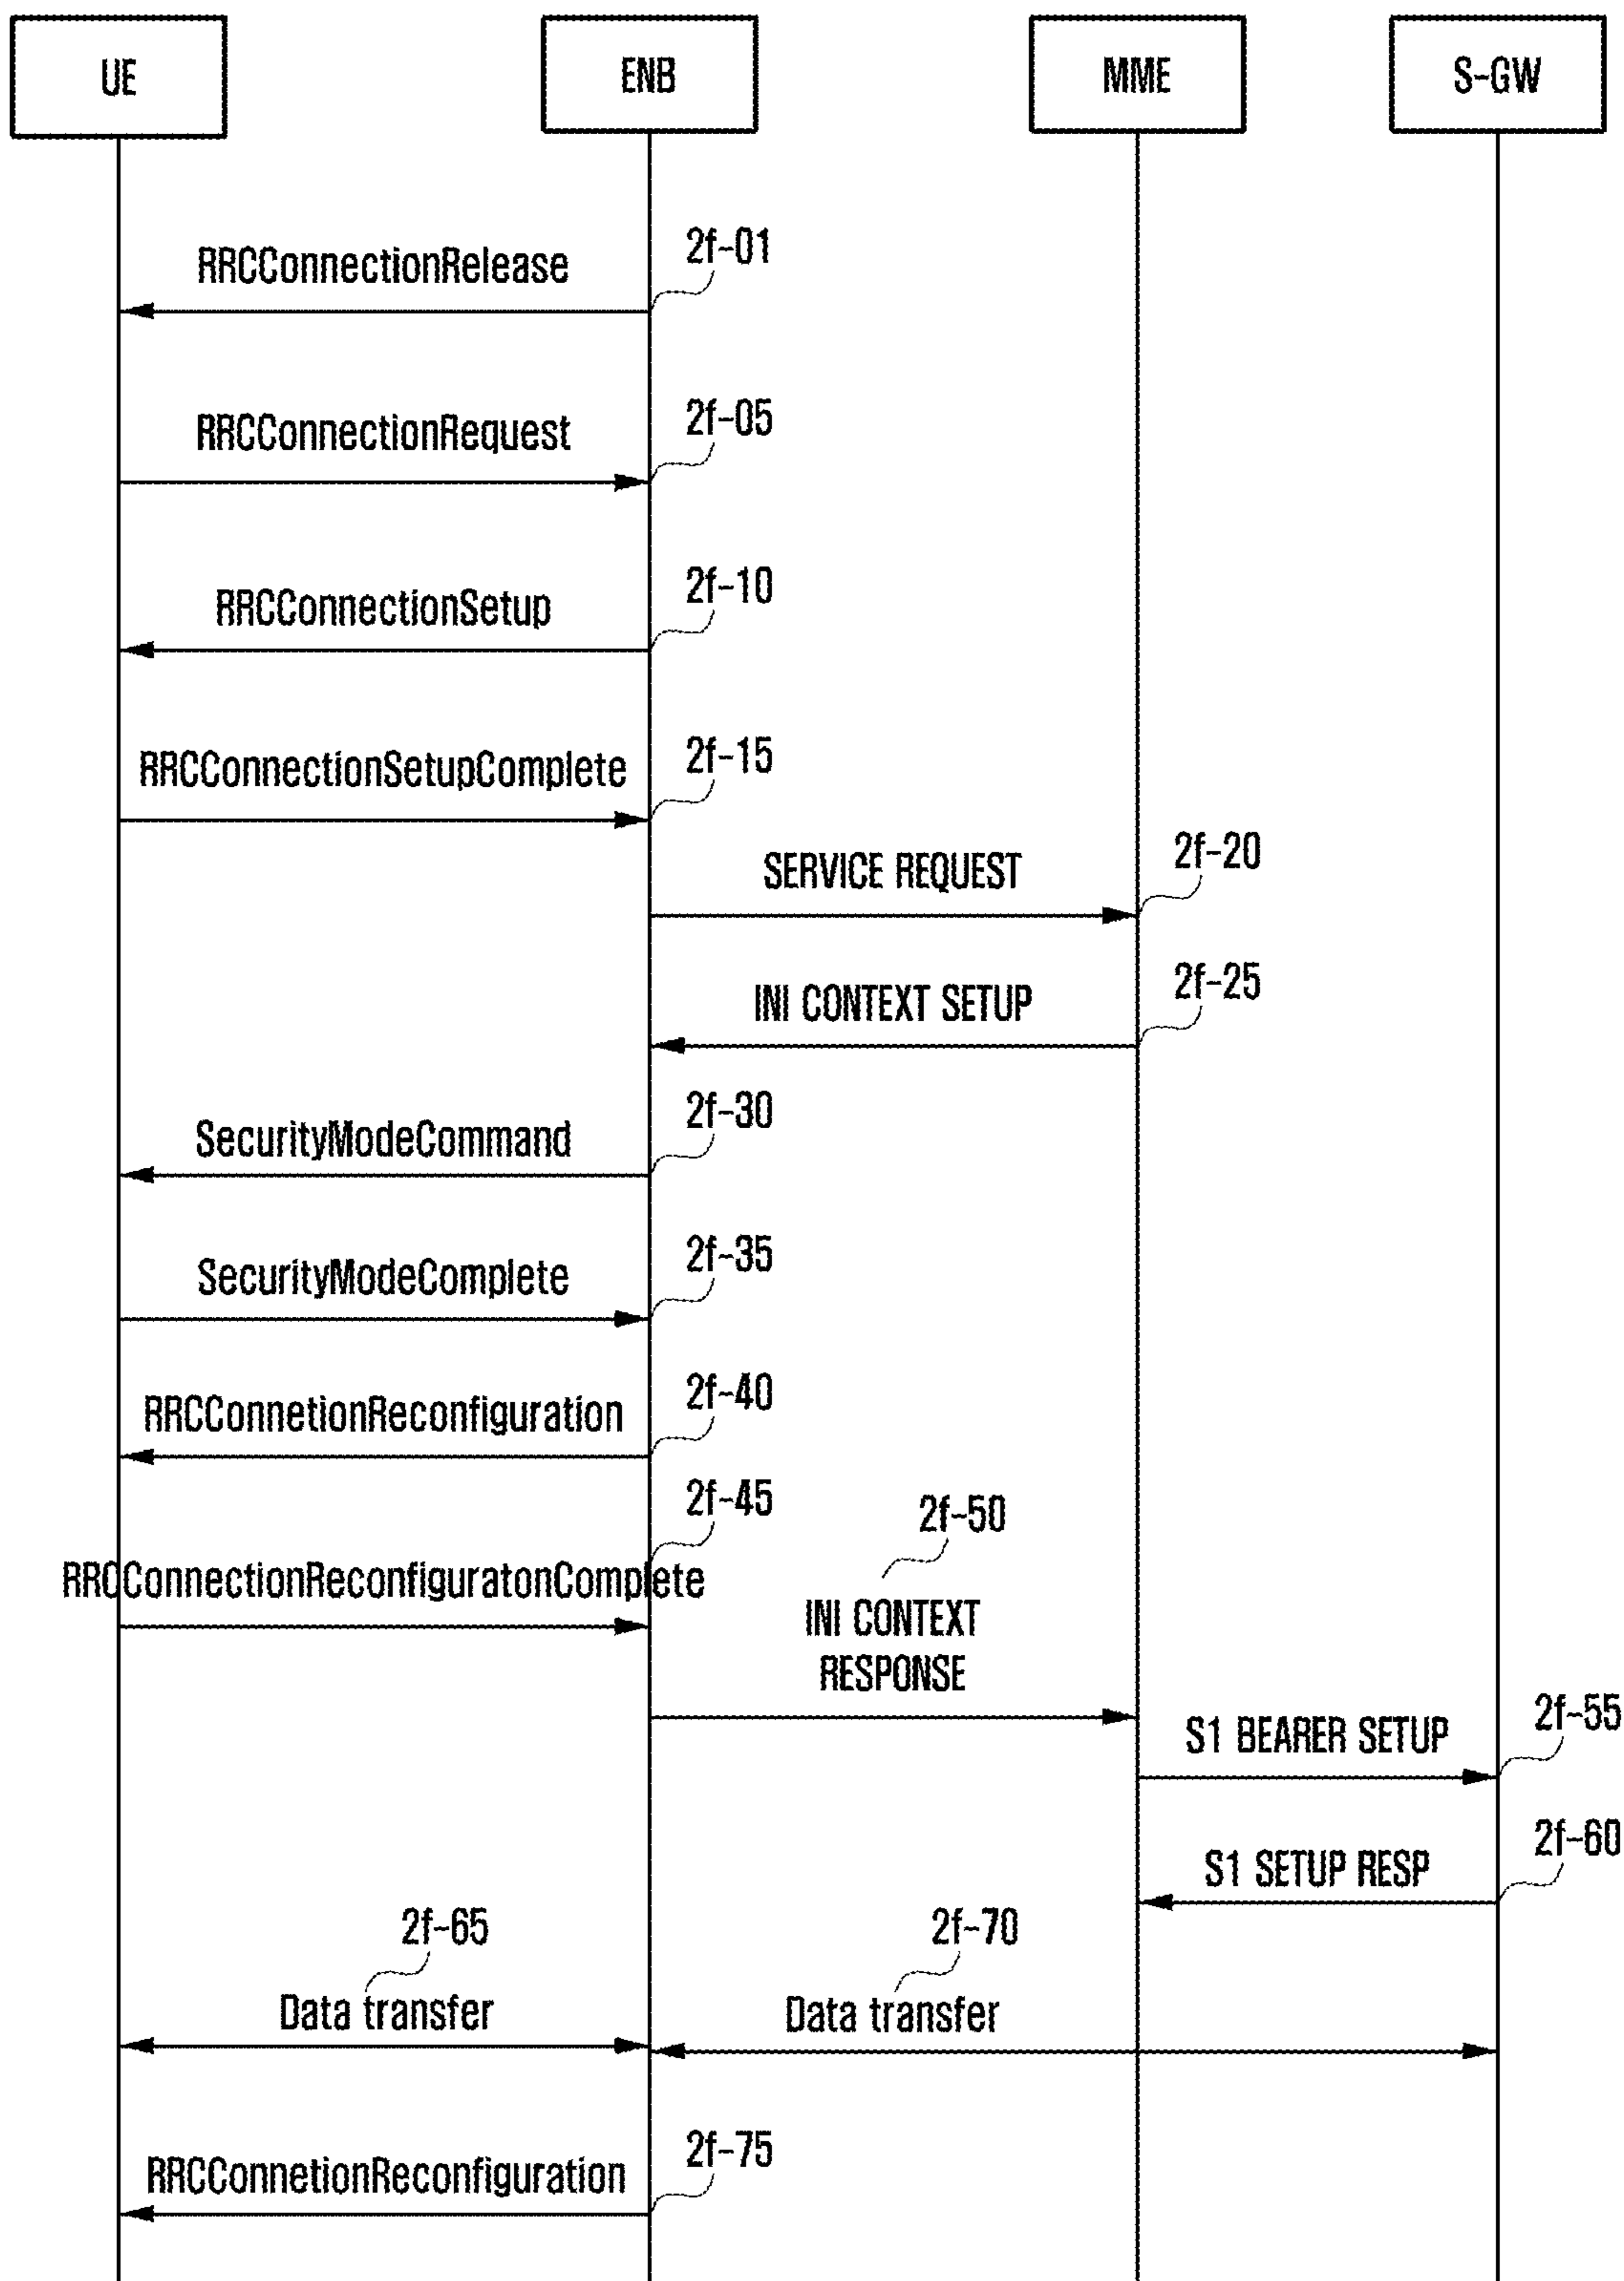 UE
ENB
MME
S-GW
2f-01
RRCConnectionRelease
2f-05
RRCConnectionRequest
2f-10
RRCConnectionSetup
2f-15
RRCConnectionSetupComplete
2f-20
SERVICE REQUEST
2f-25
INI CONTEXT SETUP
2f-30
SecurityModeCommand
2f-35
SecurityModeComplete
2f-40
RRCConnetionReconfiguration
2f-45
RRCConnectionReconfiguratonComplete
2f-50
INI CONTEXT
RESPONSE
2f-55
S1 BEARER SETUP
2f-60
S1 SETUP RESP
2f-65
Data transfer
2f-70
Data transfer
2f-75
RRCConnetionReconfiguration